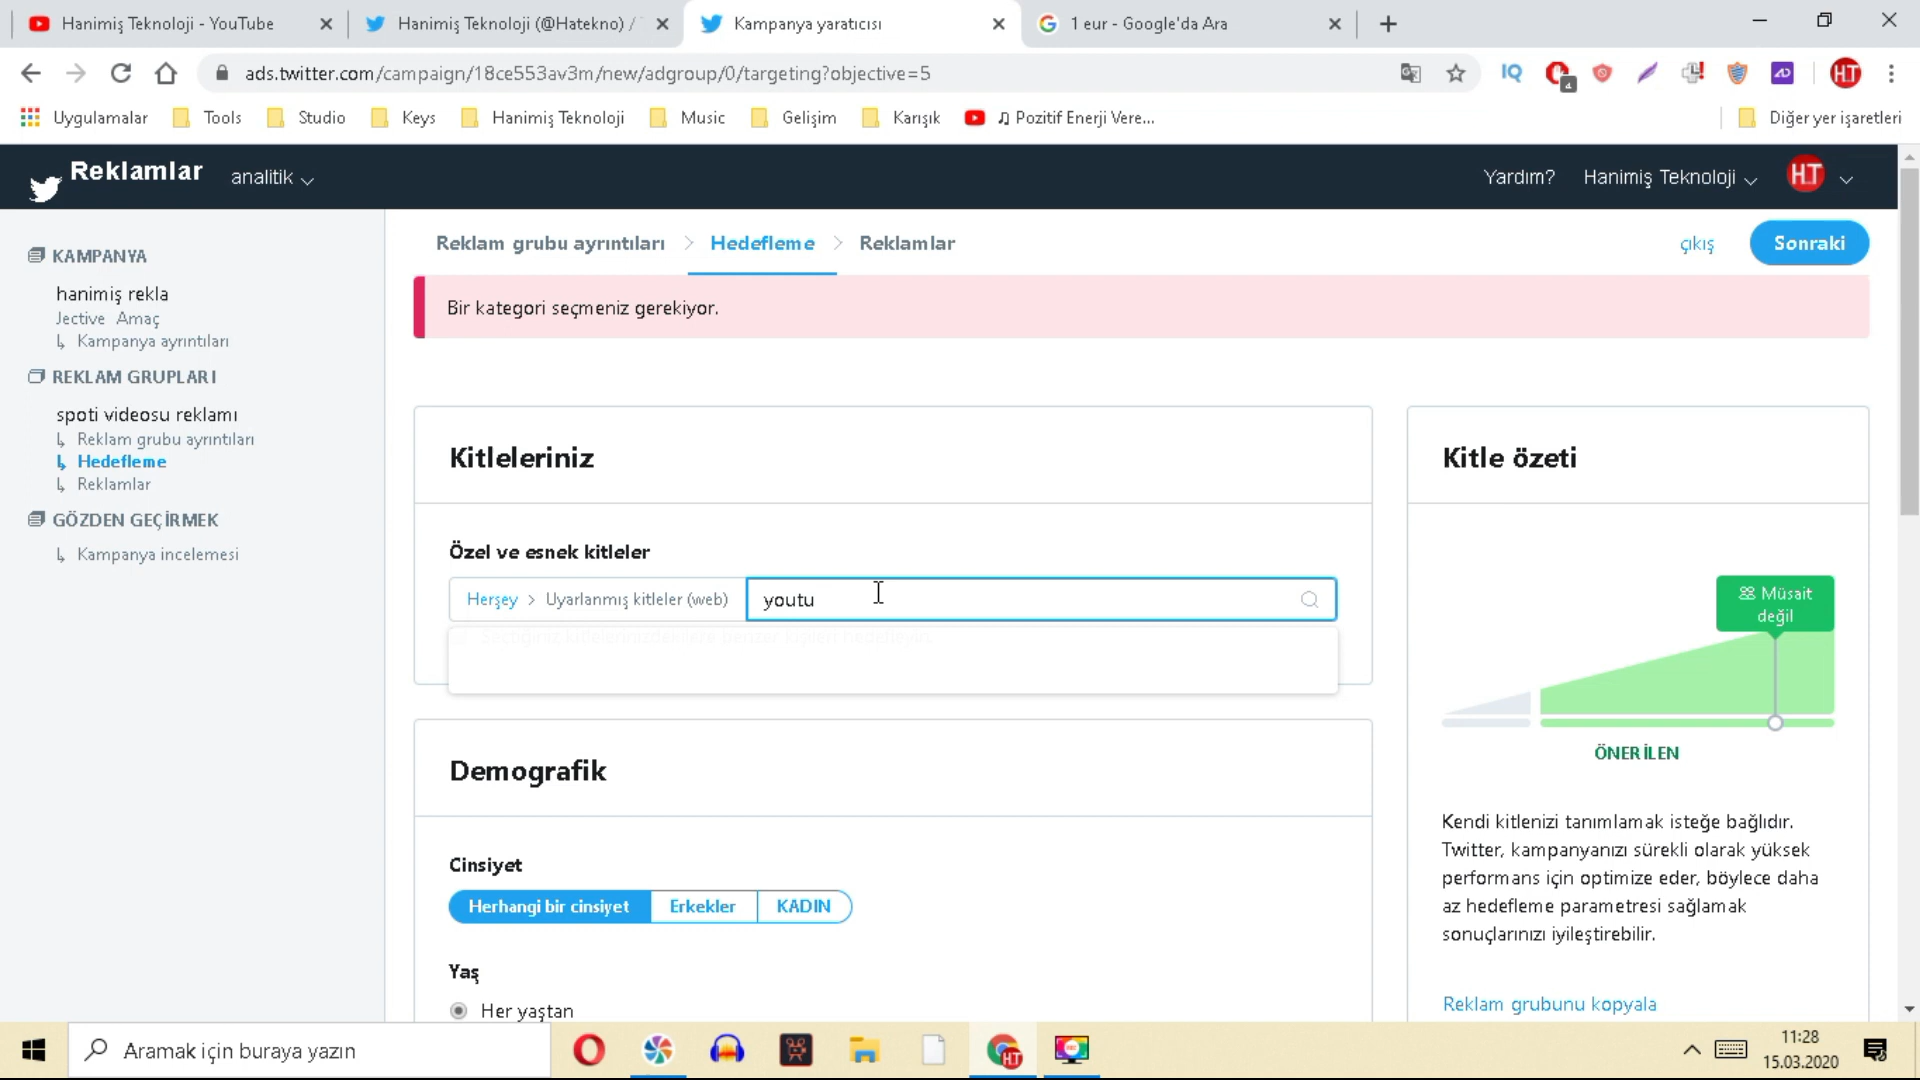 Hanimiş Teknoloji - YouTube
Hanimiş Teknoloji (@Hatekno) /
Kampanya yaratıcısı
1 eur - Google'da Ara
ads.twitter.com/campaign/18ce553av3m/new/adgroup/0/targeting?objective=5
Uygulamalar
Tools
Studio
Keys
Hanimiş Teknoloji
Music
Gelişim
Karışık
♫ Pozitif Enerji Vere...
Diğer yer işaretleri
Reklamlar
analitik
Yardım?
Hanimiş Teknoloji
HT
KAMPANYA
hanimiş rekla
Jective Amaç
Kampanya ayrıntıları
REKLAM GRUPLARI
spoti videosu reklamı
Reklam grubu ayrıntıları
Hedefleme
Reklamlar
GÖZDEN GEÇİRMEK
Kampanya incelemesi
Reklam grubu ayrıntıları > Hedefleme > Reklamlar
çıkış
Sonraki
Bir kategori seçmeniz gerekiyor.
Kitleleriniz
Özel ve esnek kitleler
Herşey > Uyarlanmış kitleler (web)
youtu
Demografik
Cinsiyet
Herhangi bir cinsiyet
Erkekler
KADIN
Yaş
Her yaştan
Kitle özeti
Müsait
değil
ÖNERİLEN
Kendi kitlenizi tanımlamak isteğe bağlıdır.
Twitter, kampanyanızı sürekli olarak yüksek
performans için optimize eder, böylece daha
az hedefleme parametresi sağlamak
sonuçlarınızı iyileştirebilir.
Reklam grubunu kopyala
Aramak için buraya yazın
11:28
15.03.2020